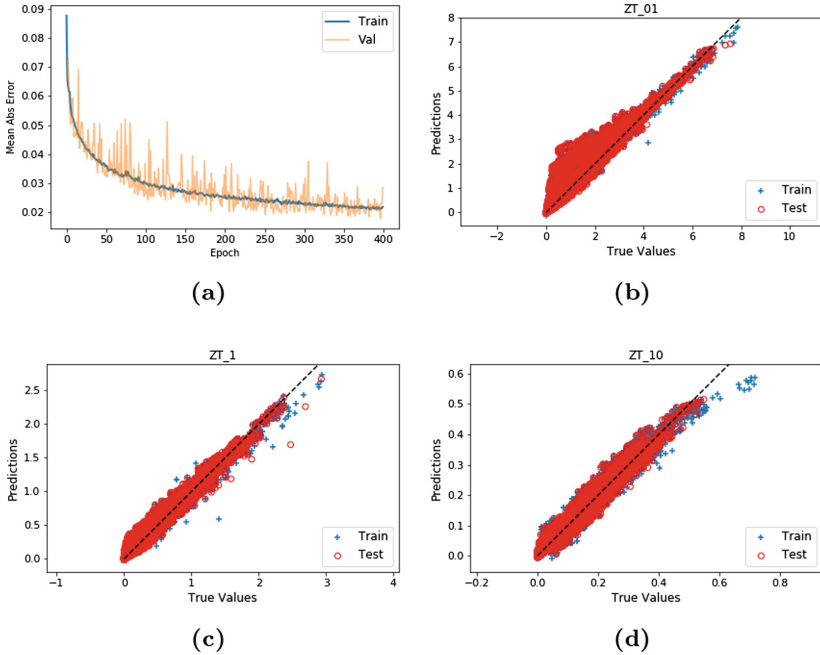 ZT_01
0.09
0.08
0.07
0.06
0.05
0.04
0.03
0.02
Mean Abs Error
0 50 100 150 200 250 300 350 400
Epoch
Train
Val
(a)
8
7
6
5
4
3
2
1
0
Predictions
−2 0 2 4 6 8 10
True Values
Train
Test
(b)
ZT_1
2.5
2.0
1.5
1.0
0.5
0.0
Predictions
−1 0 1 2 3 4
True Values
Train
Test
(c)
ZT_10
0.6
0.5
0.4
0.3
0.2
0.1
0.0
Predictions
−0.2 0.0 0.2 0.4 0.6 0.8
True Values
Train
Test
(d)